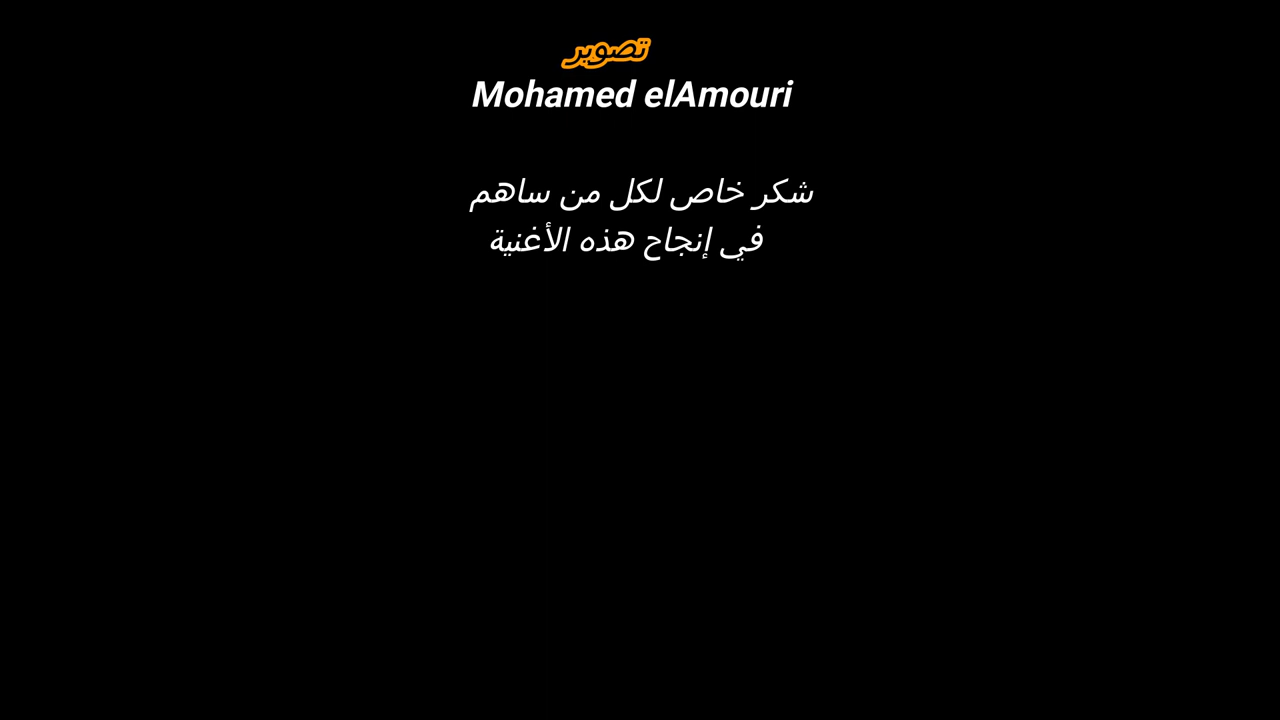 تصوير
Mohamed elAmouri
شكر خاص لكل من ساهم
في إنجاح هذه الأغنية